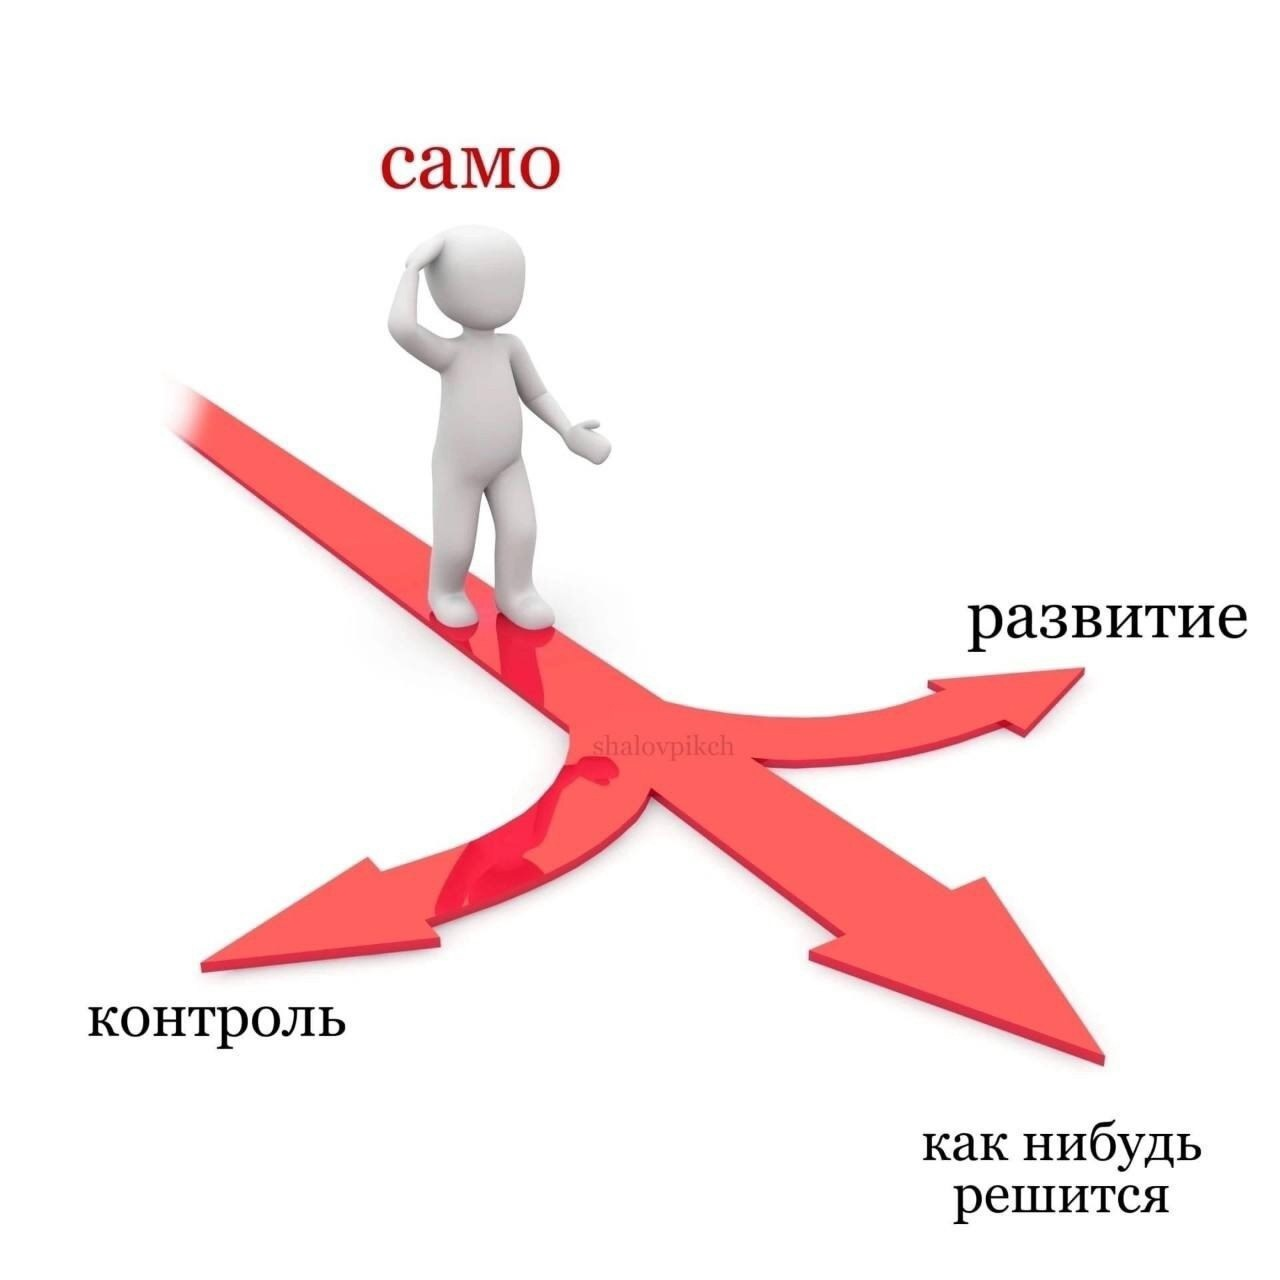 само
развитие
shalovpikch
контроль
как нибудь
решится